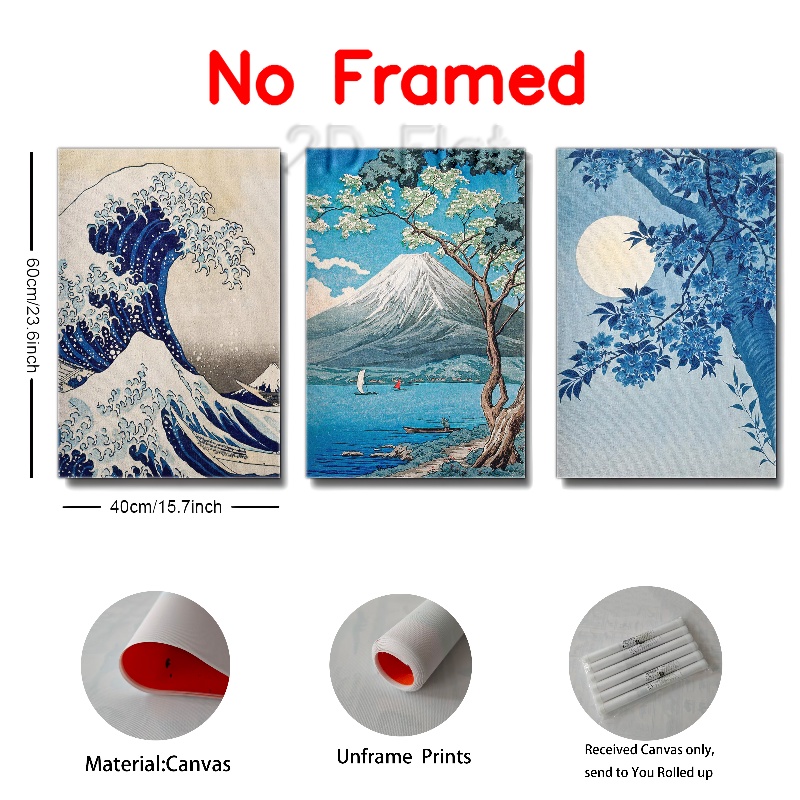 No Framed
2D Flat
60cm/23.6inch
40cm/15.7inch
Material:Canvas
Unframe Prints
Received Canvas only,
send to You Rolled up